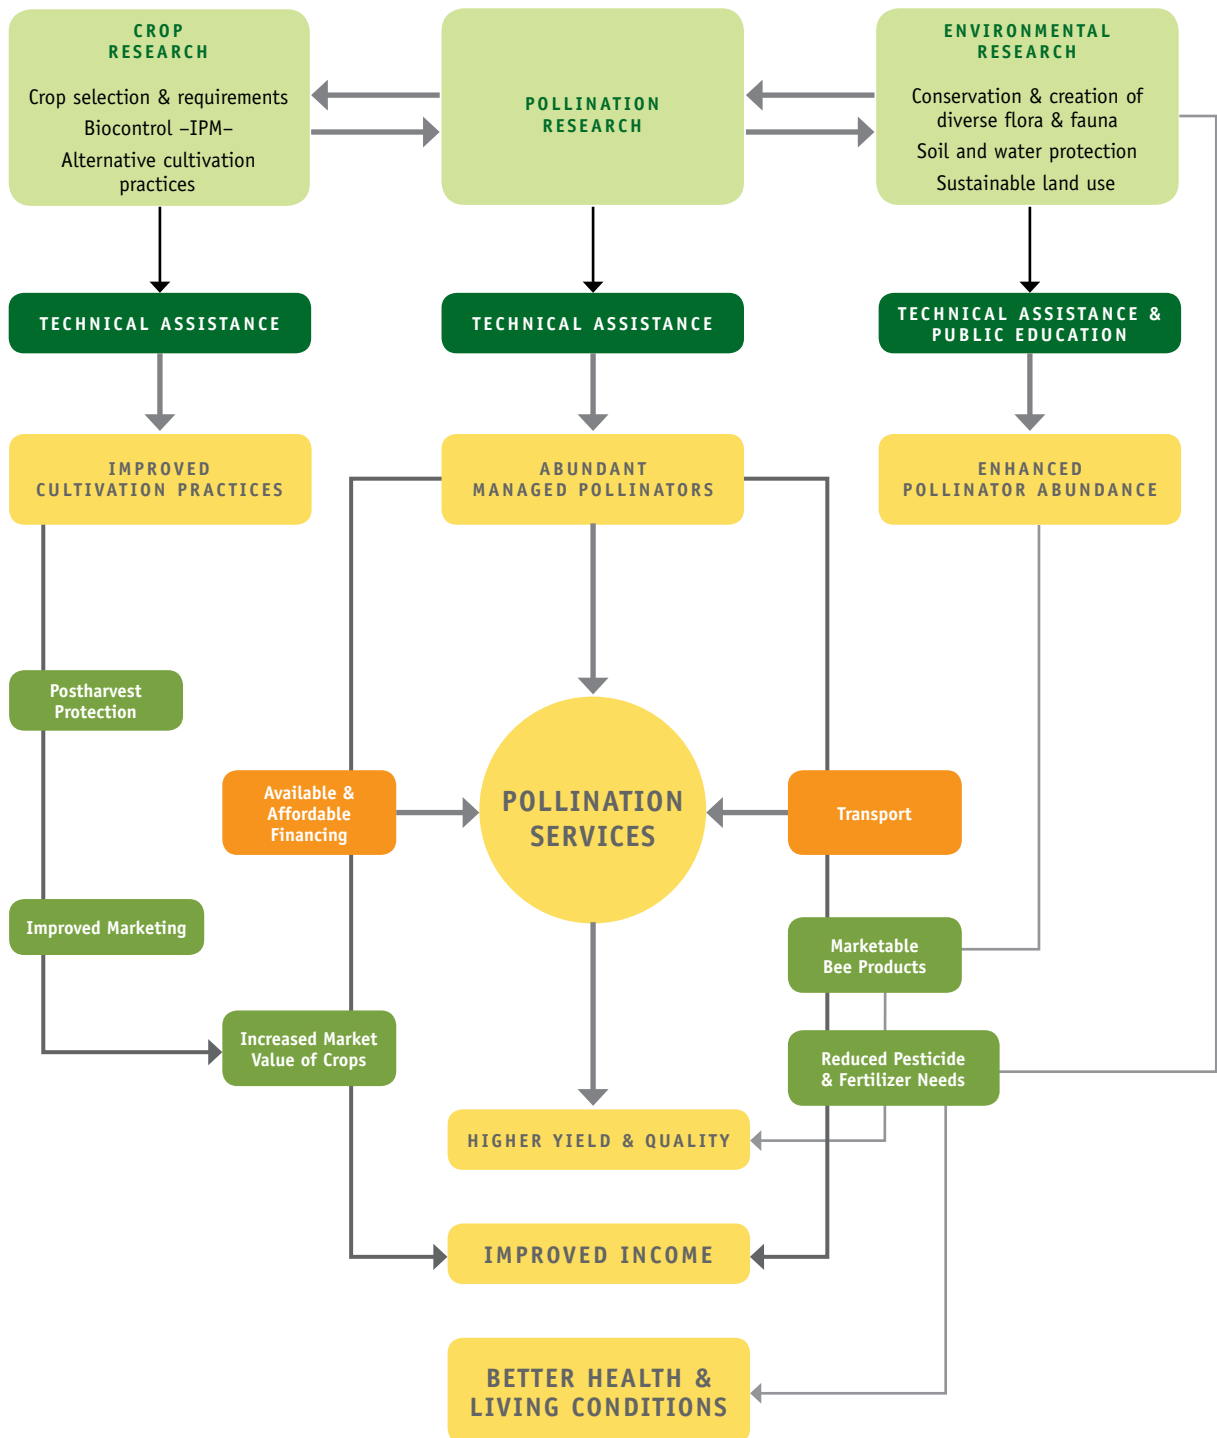 CROP
RESEARCH
Crop selection & requirements
Biocontrol –IPM–
Alternative cultivation
practices
POLLINATION
RESEARCH
ENVIRONMENTAL
RESEARCH
Conservation & creation of
diverse flora & fauna
Soil and water protection
Sustainable land use
TECHNICAL ASSISTANCE
TECHNICAL ASSISTANCE
TECHNICAL ASSISTANCE &
PUBLIC EDUCATION
IMPROVED
CULTIVATION PRACTICES
ABUNDANT
MANAGED POLLINATORS
ENHANCED
POLLINATOR ABUNDANCE
Postharvest
Protection
Available &
Affordable
Financing
POLLINATION
SERVICES
Transport
Improved Marketing
Marketable
Bee Products
Increased Market
Value of Crops
Reduced Pesticide
& Fertilizer Needs
HIGHER YIELD & QUALITY
IMPROVED INCOME
BETTER HEALTH &
LIVING CONDITIONS